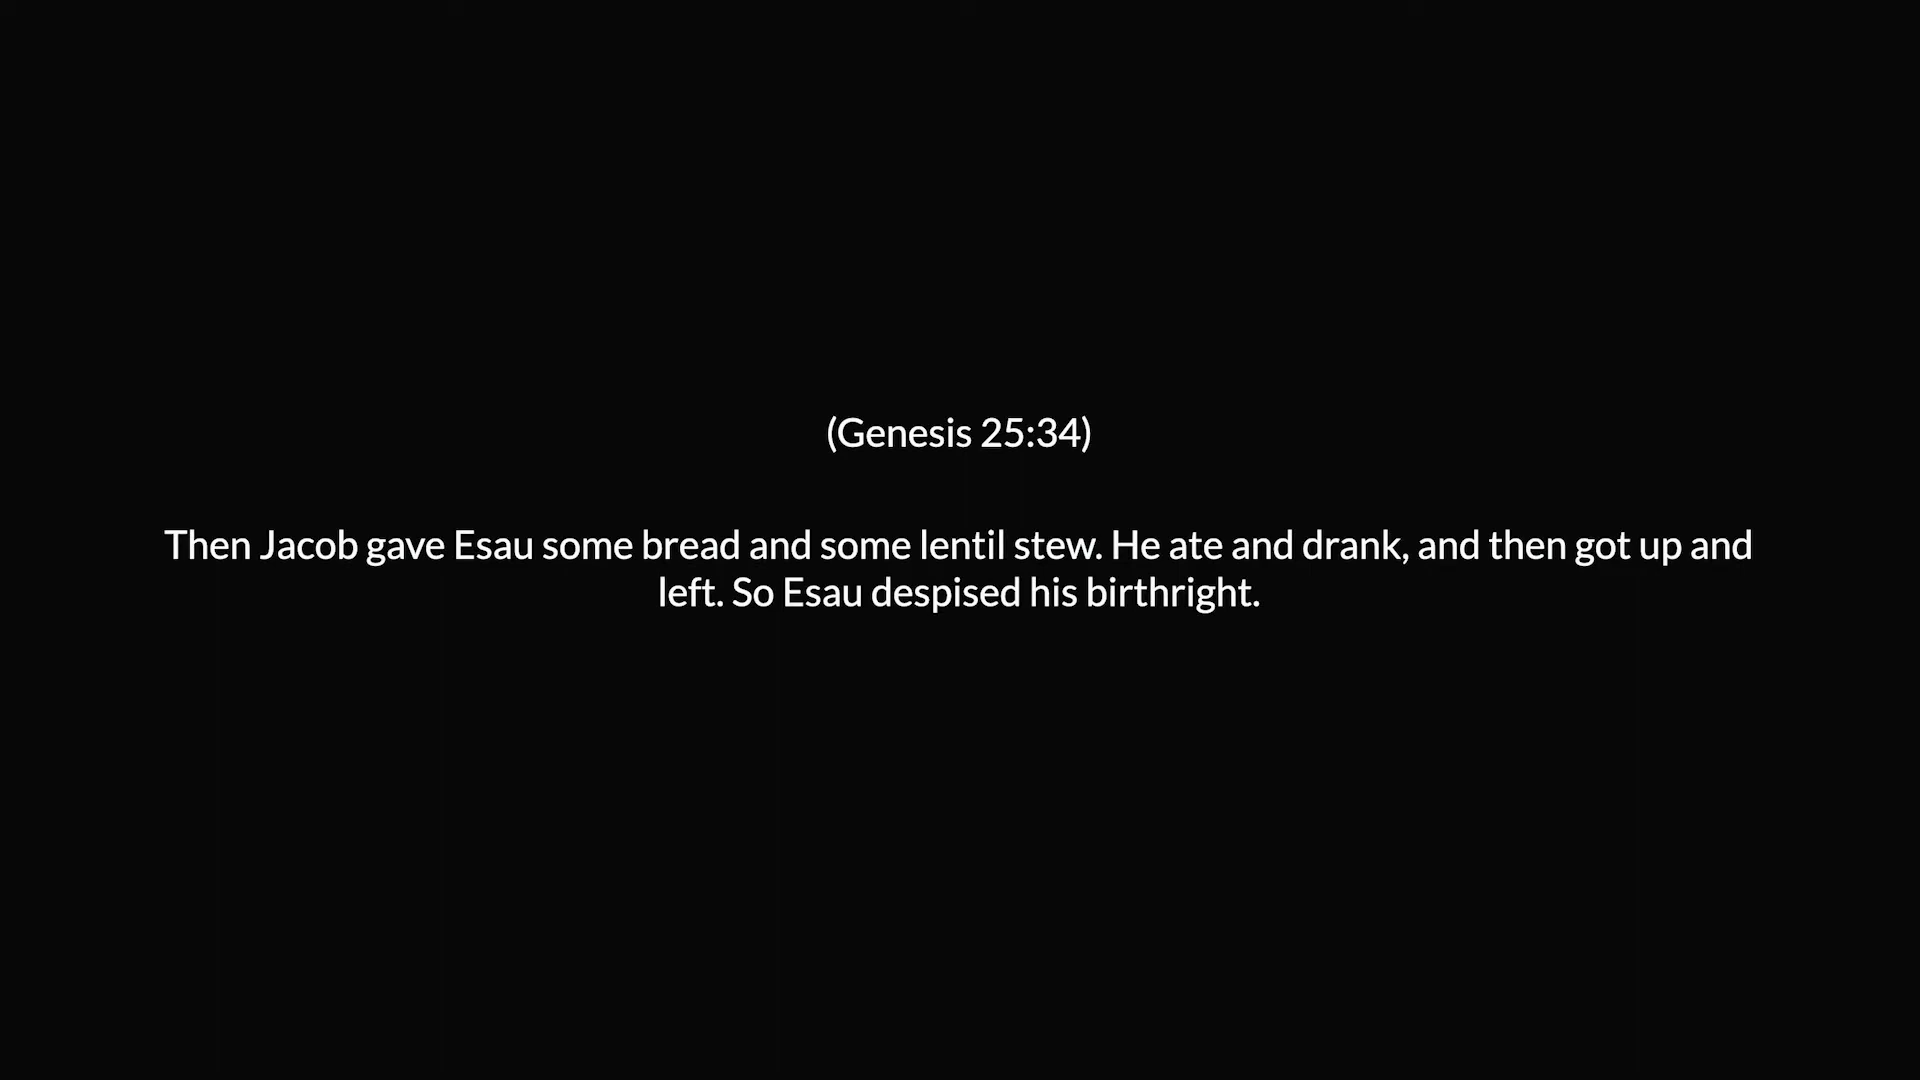 (Genesis 25:34)
Then Jacob gave Esau some bread and some lentil stew. He ate and drank, and then got up and
left. So Esau despised his birthright.